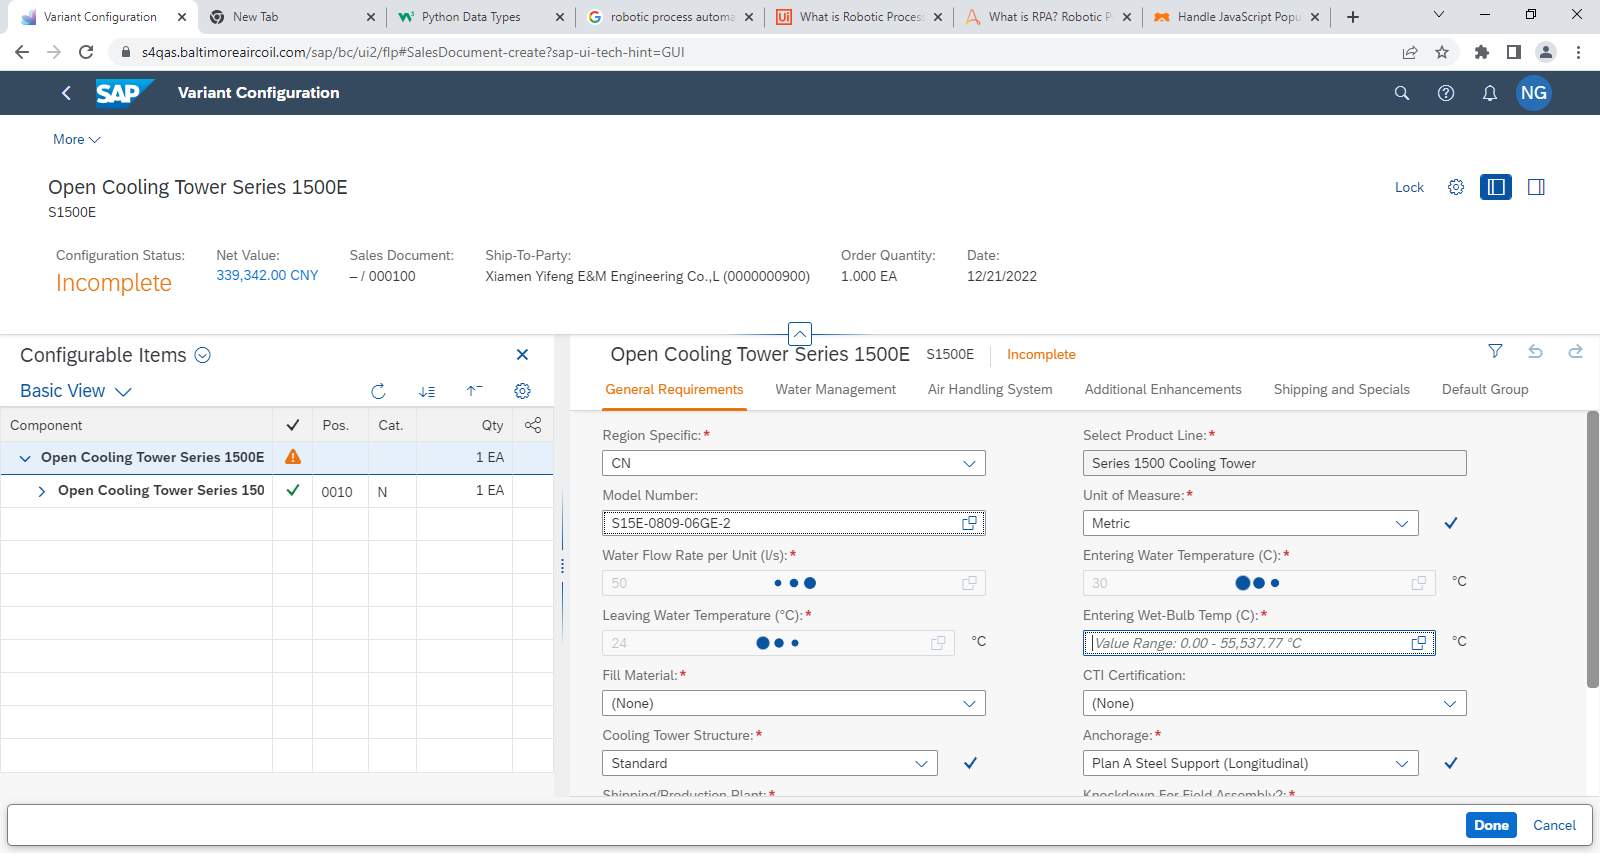 Variant Configuration
New Tab
Python Data Types
robotic process automa
What is Robotic Process
What is RPA? Robotic P
Handle JavaScript Popu
s4qas.baltimoreaircoil.com/sap/bc/ui2/flp#SalesDocument-create?sap-ui-tech-hint=GUI
SAP
Variant Configuration
NG
More
Open Cooling Tower Series 1500E
S1500E
Lock
Configuration Status:
Incomplete
Net Value:
339,342.00 CNY
Sales Document:
– / 000100
Ship-To-Party:
Xiamen Yifeng E&M Engineering Co.,L (0000000900)
Order Quantity:
1.000 EA
Date:
12/21/2022
Configurable Items
Basic View
Component
Pos.
Cat.
Qty
Open Cooling Tower Series 1500E
1 EA
Open Cooling Tower Series 150
0010
N
1 EA
Open Cooling Tower Series 1500E
S1500E
Incomplete
General Requirements
Water Management
Air Handling System
Additional Enhancements
Shipping and Specials
Default Group
Region Specific:*
CN
Select Product Line:*
Series 1500 Cooling Tower
Model Number:
S15E-0809-06GE-2
Unit of Measure:*
Metric
Water Flow Rate per Unit (l/s):*
50
Entering Water Temperature (C):*
30
°C
Leaving Water Temperature (°C):*
24
°C
Entering Wet-Bulb Temp (C):*
Value Range: 0.00 - 55,537.77 °C
°C
Fill Material:*
(None)
CTI Certification:
(None)
Cooling Tower Structure:*
Standard
Anchorage:*
Plan A Steel Support (Longitudinal)
Shipping/Production Plant:*
Knockdown For Field Assembly?:*
Done
Cancel